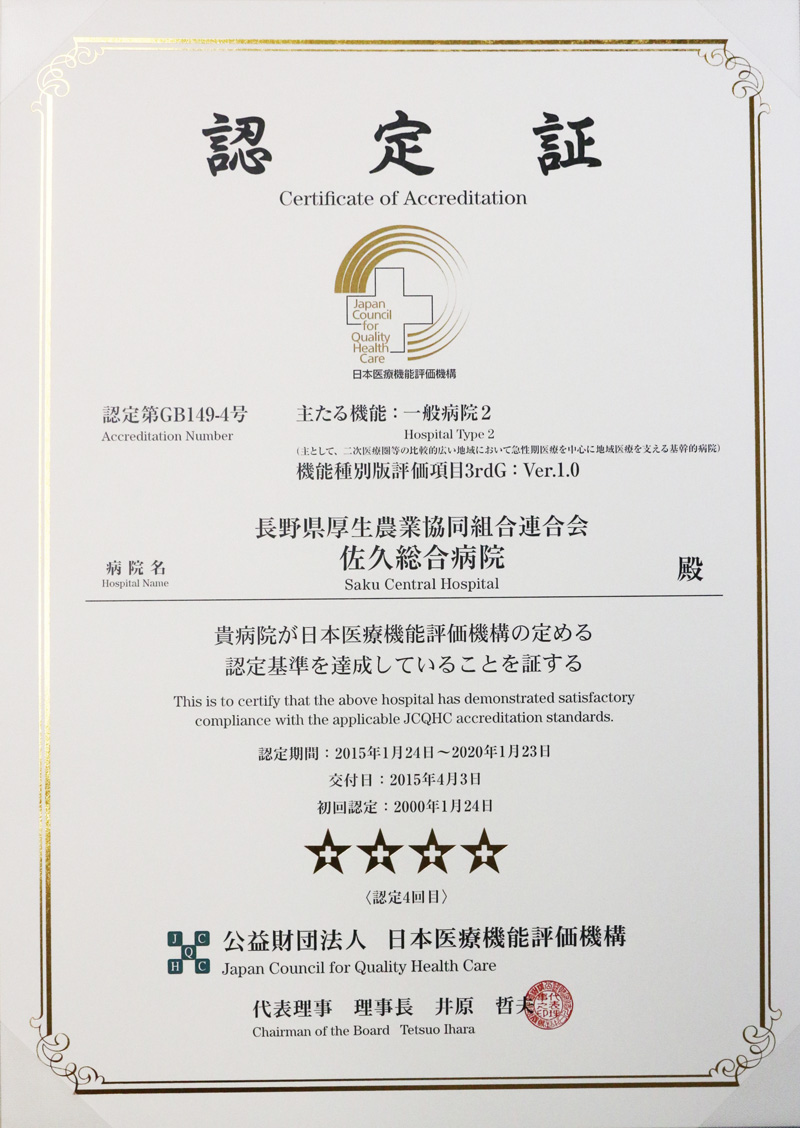 認定証
Certificate of Accreditation
Japan
Council
for
Quality
Health
Care
日本医療機能評価機構
認定第GB149-4号
Accreditation Number
主たる機能：一般病院２
Hospital Type 2
（主として、二次医療圏等の比較的広い地域において急性期医療を中心に地域医療を支える基幹的病院）
機能種別版評価項目3rdG：Ver.1.0
長野県厚生農業協同組合連合会
病院名 佐久総合病院 殿
Hospital Name Saku Central Hospital
貴病院が日本医療機能評価機構の定める
認定基準を達成していることを証する
This is to certify that the above hospital has demonstrated satisfactory
compliance with the applicable JCQHC accreditation standards.
認定期間：2015年1月24日～2020年1月23日
交付日：2015年4月3日
初回認定：2000年1月24日
〈認定4回目〉
J C
Q
H C
公益財団法人 日本医療機能評価機構
Japan Council for Quality Health Care
代表理事 理事長 井原 哲夫
Chairman of the Board Tetsuo Ihara